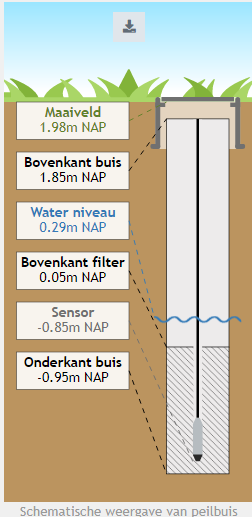 Maaiveld
1.98m NAP
Bovenkant buis
1.85m NAP
Water niveau
0.29m NAP
Bovenkant filter
0.05m NAP
Sensor
-0.85m NAP
Onderkant buis
-0.95m NAP
Schematische weergave van peilbuis